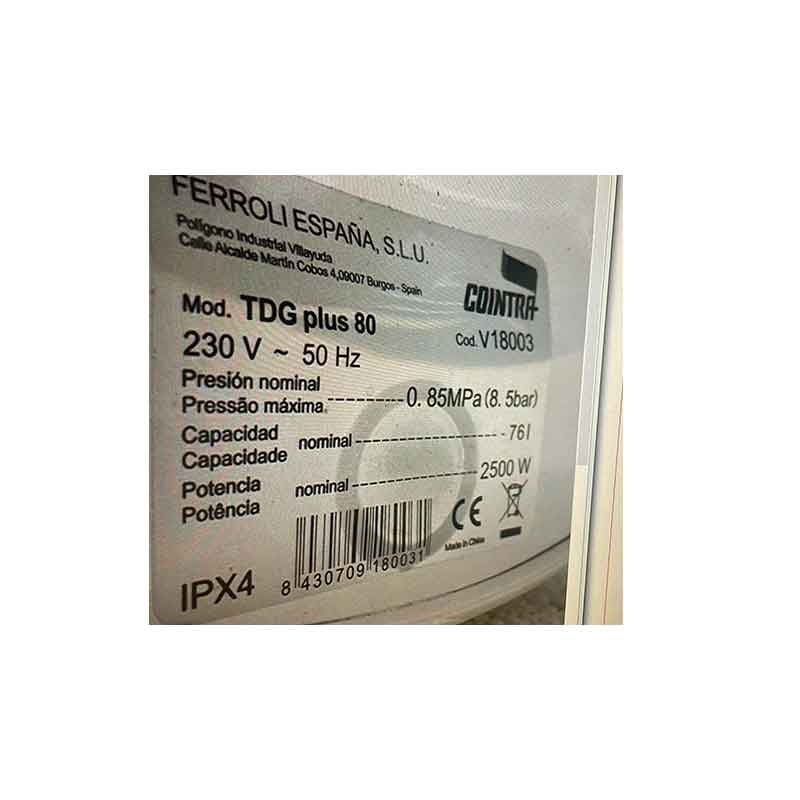 FERROLI ESPAÑA, S.L.U.
Polígono Industrial Villayuda
Calle Alcalde Martín Cobos 4,09007 Burgos - Spain
COINTRA
Mod. TDG plus 80
Cod. V18003
230 V ~ 50 Hz
Presión nominal
Pressão máxima
0. 85MPa (8. 5bar)
Capacidad
Capacidade
nominal
76l
Potencia
Potência
nominal
2500 W
CE
Made in China
IPX4
8 430709 180031